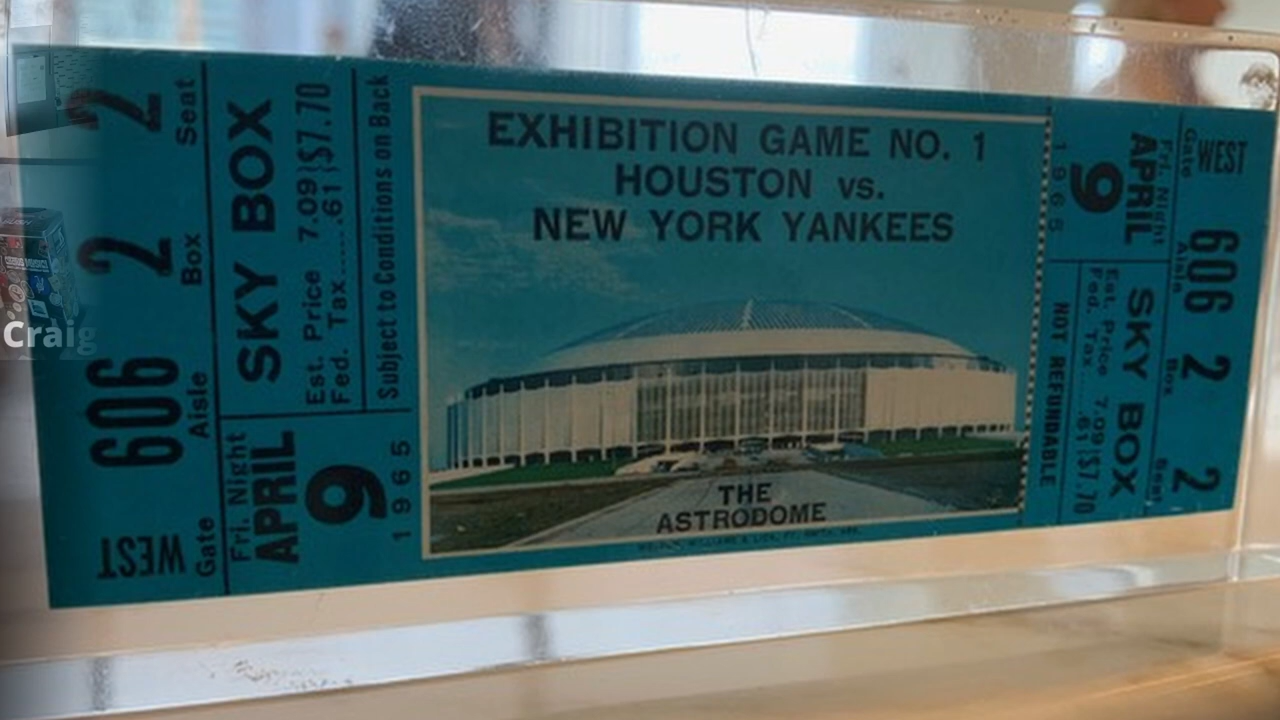 2 Seat
2 Box
606 Aisle
WEST Gate
SKY BOX
Est. Price 7.09
Fed. Tax......61
$7.70
Subject to Conditions on Back
Fri. Night
APRIL
9
1965
EXHIBITION GAME NO. 1
HOUSTON vs.
NEW YORK YANKEES
THE
ASTRODOME
1965
9
APRIL
Fri. Night
Gate WEST
Aisle 606
Box 2
Seat 2
SKY BOX
Est. Price 7.09
Fed. Tax .61
$7.70
NOT REFUNDABLE
Craig